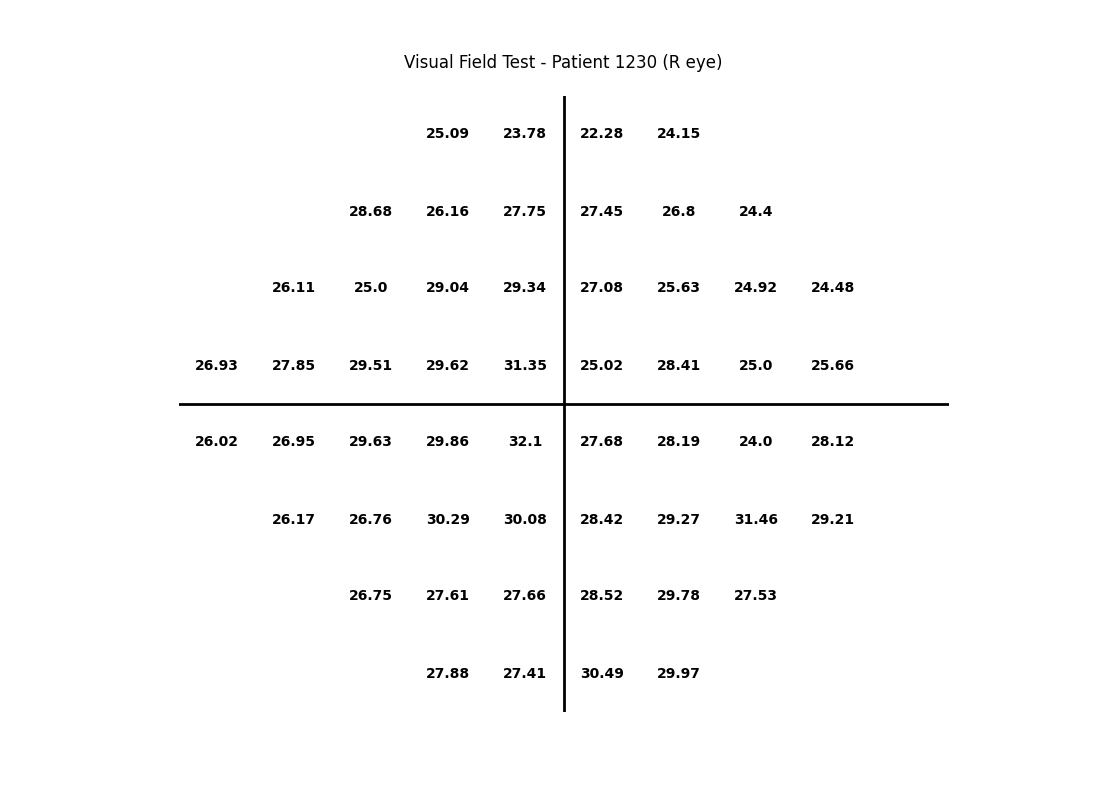 Visual Field Test - Patient 1230 (R eye)
25.09 23.78 22.28 24.15
28.68 26.16 27.75 27.45 26.8 24.4
26.11 25.0 29.04 29.34 27.08 25.63 24.92 24.48
26.93 27.85 29.51 29.62 31.35 25.02 28.41 25.0 25.66
26.02 26.95 29.63 29.86 32.1 27.68 28.19 24.0 28.12
26.17 26.76 30.29 30.08 28.42 29.27 31.46 29.21
26.75 27.61 27.66 28.52 29.78 27.53
27.88 27.41 30.49 29.97